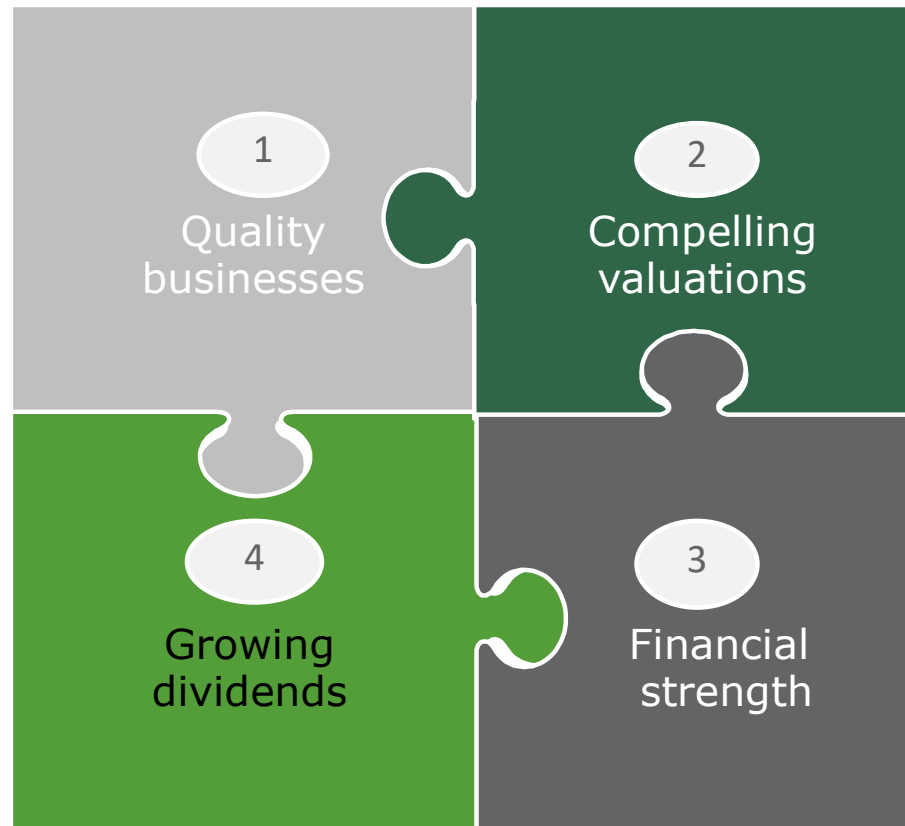 1
Quality
businesses
2
Compelling
valuations
4
Growing
dividends
3
Financial
strength